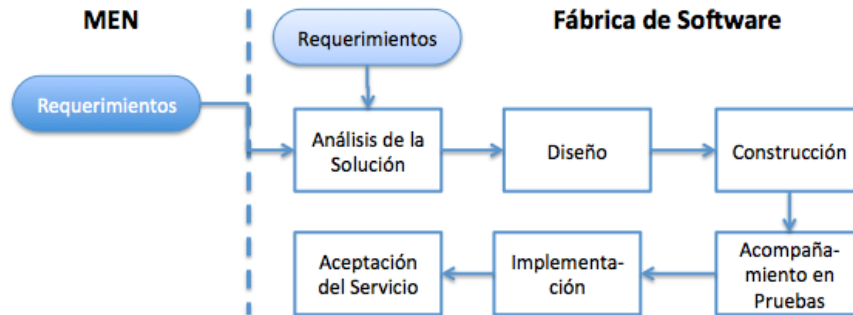 MEN
Fábrica de Software
Requerimientos
Requerimientos
Análisis de la
Solución
Diseño
Construcción
Aceptación
del Servicio
Implementa-
ción
Acompaña-
miento en
Pruebas